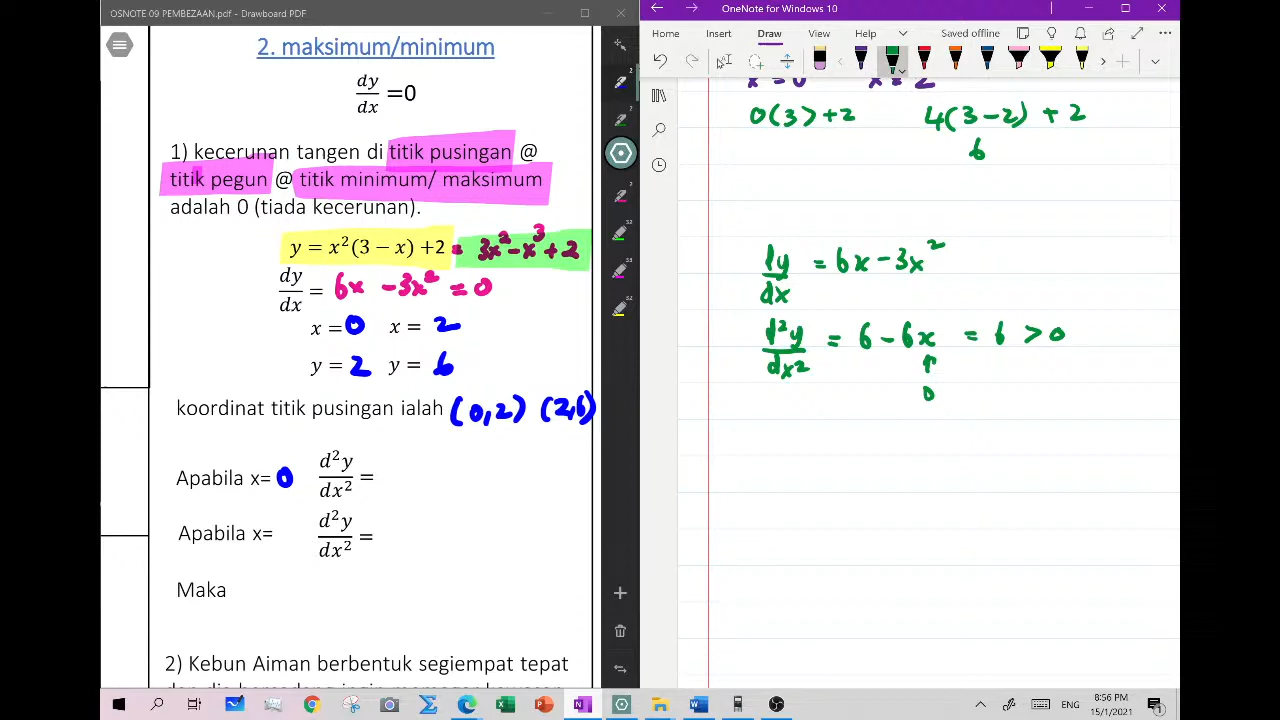 OSNOTE 09 PEMBEZAAN.pdf - Drawboard PDF
2. maksimum/minimum
dy/dx =0
1) kecerunan tangen di titik pusingan @
titik pegun @ titik minimum/ maksimum
adalah 0 (tiada kecerunan).
y = x²(3 − x) +2 = 3x² − x³ + 2
dy/dx = 6x − 3x² = 0
x = 0 x = 2
y = 2 y = 6
koordinat titik pusingan ialah (0,2) (2,6)
Apabila x= 0 d²y/dx² =
Apabila x= d²y/dx² =
Maka
2) Kebun Aiman berbentuk segiempat tepat
OneNote for Windows 10
Home Insert Draw View Help Saved offline
x = 0 x = 2
0(3)+2 4(3−2) + 2
6
dy/dx = 6x − 3x²
d²y/dx² = 6 − 6x = 6 > 0
↑
0
8:56 PM
15/1/2021